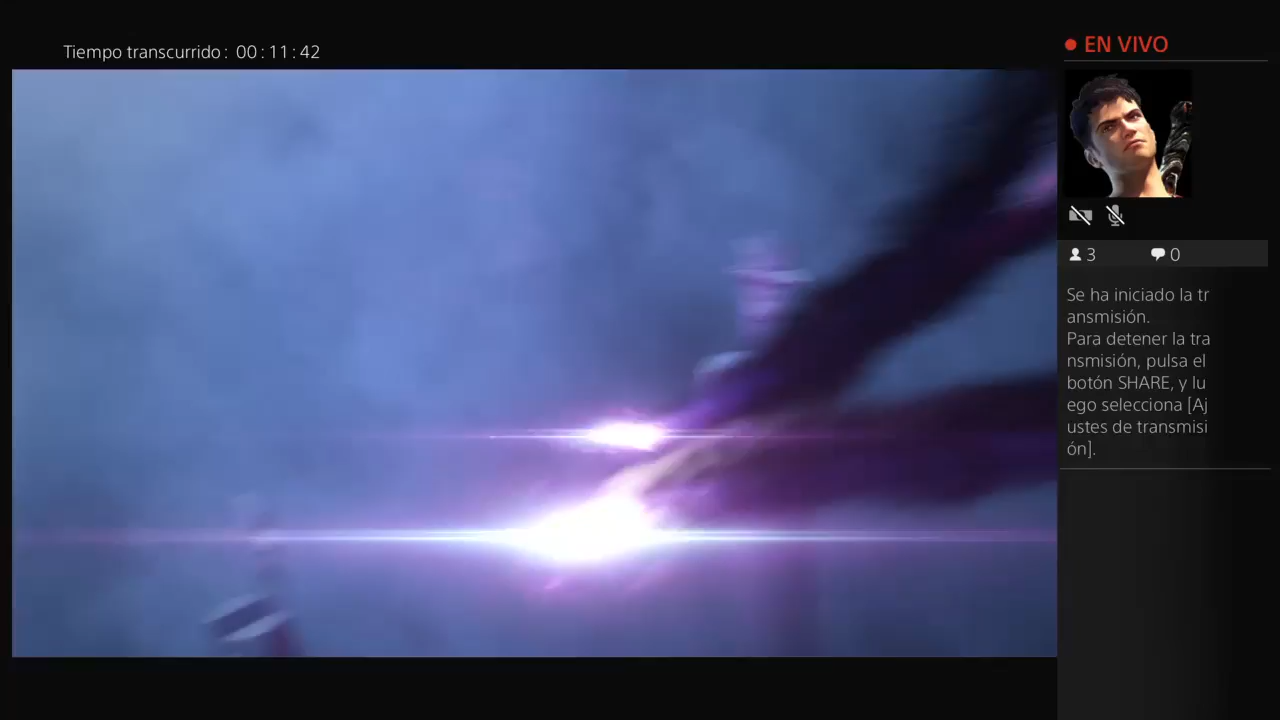 Tiempo transcurrido: 00:11:42
EN VIVO
3
0
Se ha iniciado la tr
ansmisión.
Para detener la tra
nsmisión, pulsa el
botón SHARE, y lu
ego selecciona [Aj
ustes de transmisi
ón].